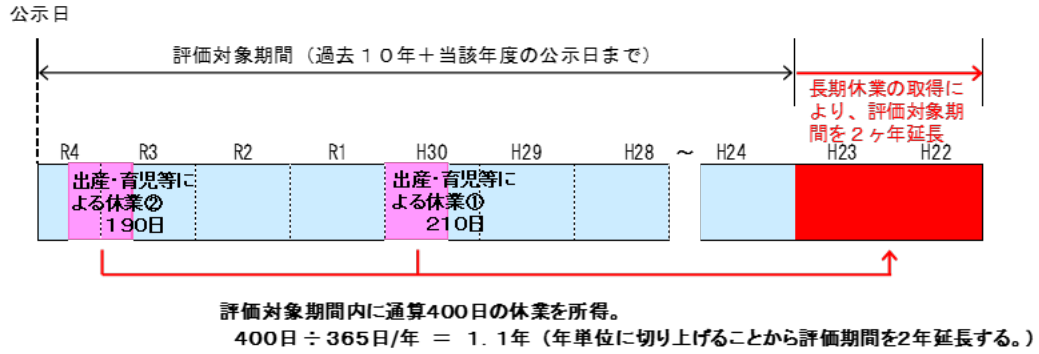 公示日
評価対象期間（過去１０年＋当該年度の公示日まで）
長期休業の取得に
より、評価対象期
間を２ヶ年延長
R4 R3 R2 R1 H30 H29 H28 ～ H24 H23 H22
出産・育児等に
よる休業②
190日
出産・育児等に
よる休業①
210日
評価対象期間内に通算400日の休業を所得。
400日÷365日/年 ＝ 1.1年（年単位に切り上げることから評価期間を2年延長する。）